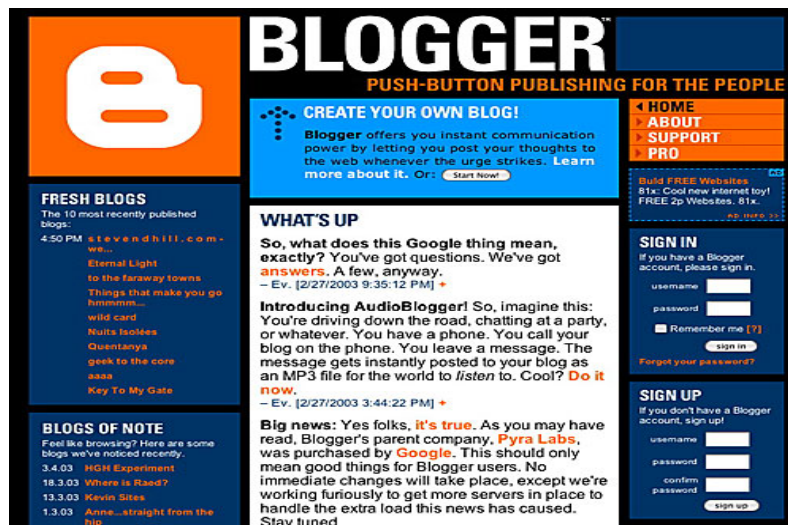 BLOGGER™
PUSH-BUTTON PUBLISHING FOR THE PEOPLE
CREATE YOUR OWN BLOG!
Blogger offers you instant communication
power by letting you post your thoughts to
the web whenever the urge strikes. Learn
more about it. Or: Start Now!
HOME
ABOUT
SUPPORT
PRO
FRESH BLOGS
The 10 most recently published
blogs:
4:50 PM stevendhill.com -
we...
Eternal Light
to the faraway towns
Things that make you go
hmmmm...
wild card
Nuits Isolées
Quentanya
geek to the core
aaaa
Key To My Gate
BLOGS OF NOTE
Feel like browsing? Here are some
blogs we've noticed recently.
3.4.03 HGH Experiment
18.3.03 Where is Raed?
13.3.03 Kevin Sites
1.3.03 Anne...straight from the
hip
WHAT'S UP
So, what does this Google thing mean,
exactly? You've got questions. We've got
answers. A few, anyway.
– Ev. [2/27/2003 9:35:12 PM] +
Introducing AudioBlogger! So, imagine this:
You're driving down the road, chatting at a party,
or whatever. You have a phone. You call your
blog on the phone. You leave a message. The
message gets instantly posted to your blog as
an MP3 file for the world to listen to. Cool? Do it
now.
– Ev. [2/27/2003 3:44:22 PM] +
Big news: Yes folks, it's true. As you may have
read, Blogger's parent company, Pyra Labs,
was purchased by Google. This should only
mean good things for Blogger users. No
immediate changes will take place, except we're
working furiously to get more servers in place to
handle the extra load this news has caused.
Stay tuned
AD
Build FREE Websites
81x: Cool new internet toy!
FREE 2p Websites. 81x.
AD INFO >>
SIGN IN
If you have a Blogger
account, please sign in.
username
password
Remember me [?]
sign in
Forgot your password?
SIGN UP
If you don't have a Blogger
account, sign up!
username
password
confirm
password
sign up